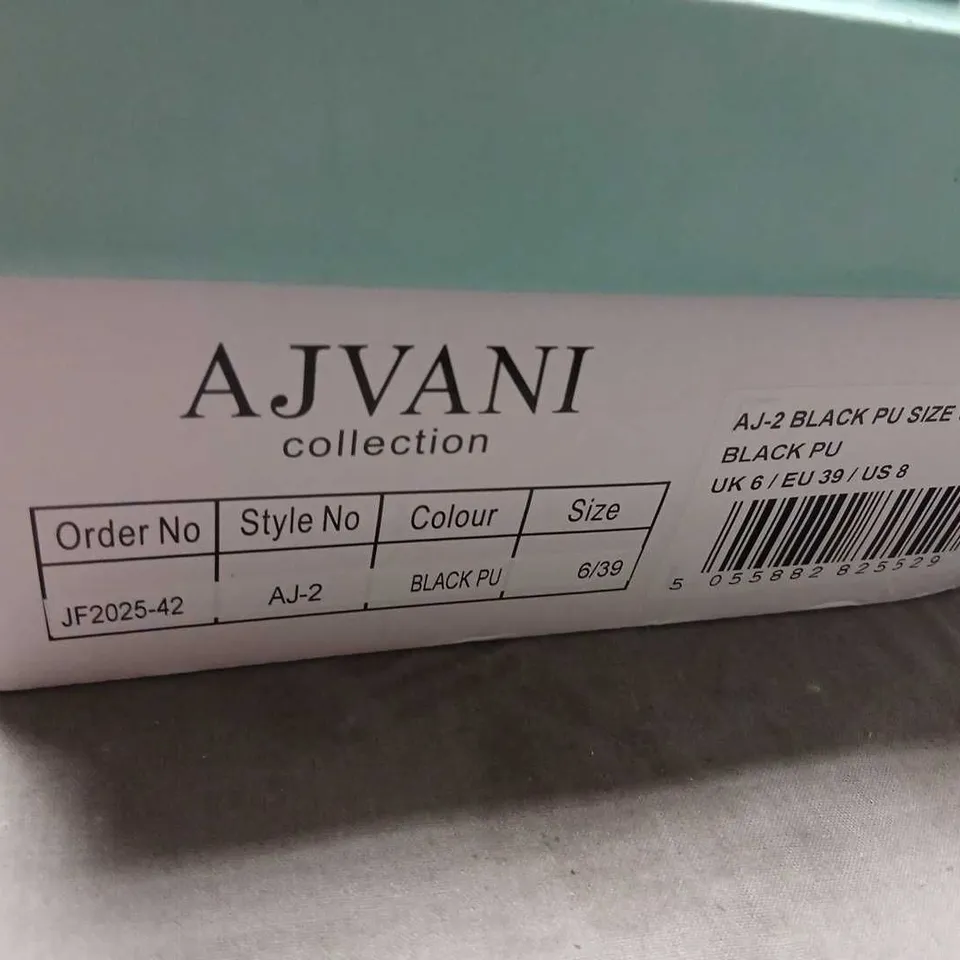 AJVANI
collection
Order No Style No Colour Size
JF2025-42 AJ-2 BLACK PU 6/39
AJ-2 BLACK PU SIZE
BLACK PU
UK 6 / EU 39 / US 8
5 055882 825529